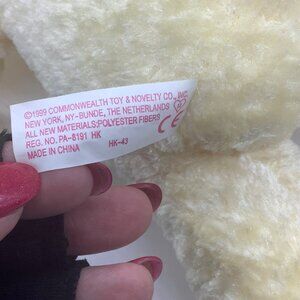 ©1999 COMMONWEALTH TOY & NOVELTY CO., INC.
NEW YORK, NY-BUNDE, THE NETHERLANDS
ALL NEW MATERIALS:POLYESTER FIBERS
REG. NO. PA-8191 HK
MADE IN CHINA HK-43
CE